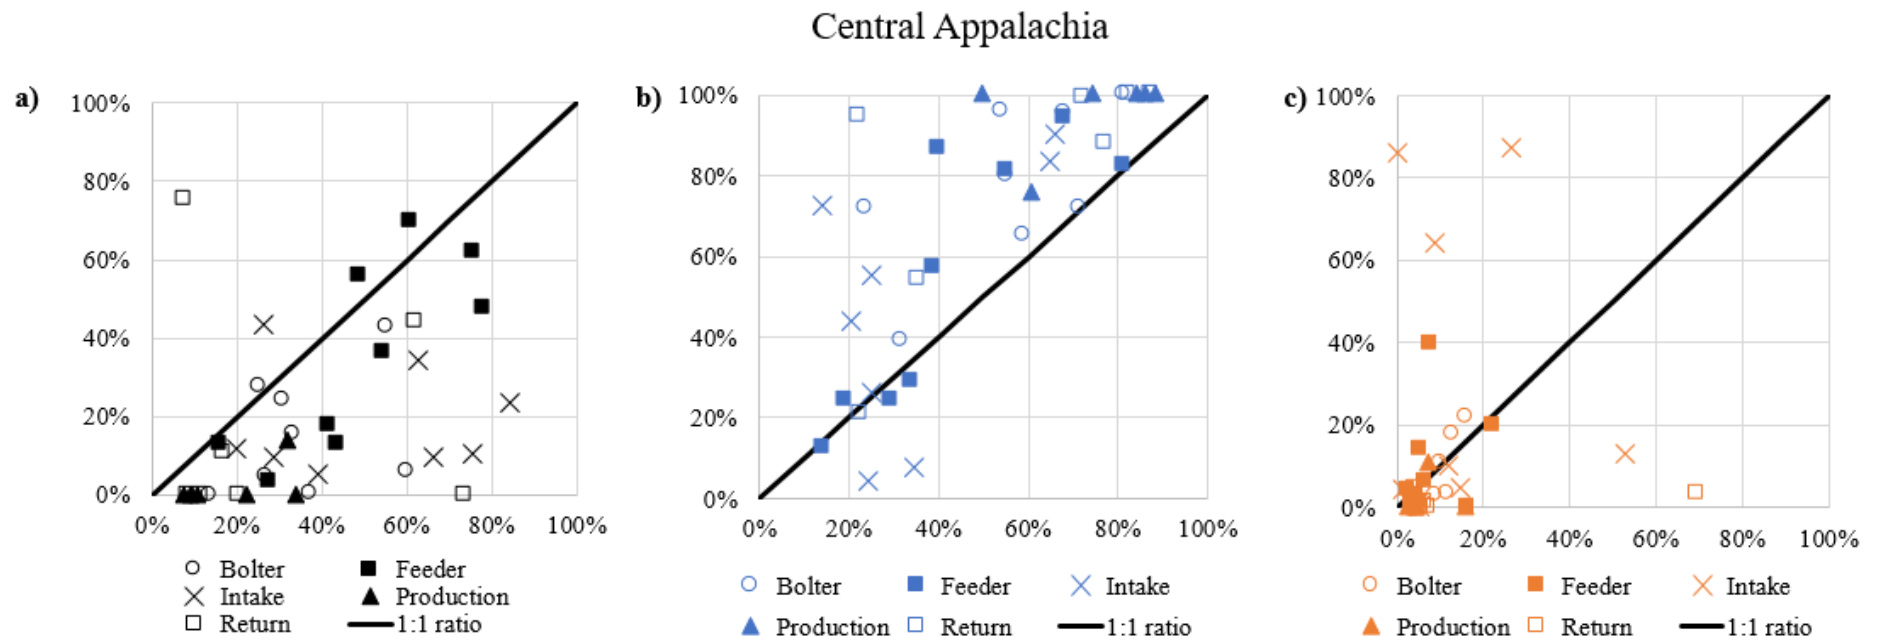 Central Appalachia
a)
100%
80%
60%
40%
20%
0%
0% 20% 40% 60% 80% 100%
Bolter Feeder
Intake Production
Return 1:1 ratio
b)
100%
80%
60%
40%
20%
0%
0% 20% 40% 60% 80% 100%
Bolter Feeder Intake
Production Return 1:1 ratio
c)
100%
80%
60%
40%
20%
0%
0% 20% 40% 60% 80% 100%
Bolter Feeder Intake
Production Return 1:1 ratio